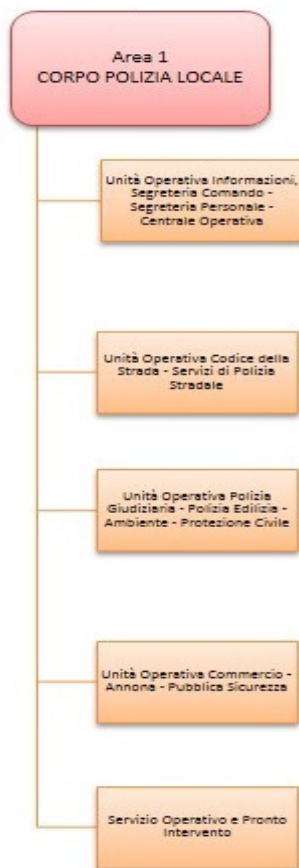 Area 1
CORPO POLIZIA LOCALE
Unità Operativa Informazioni,
Segreteria Comando -
Segreteria Personale -
Centrale Operativa
Unità Operativa Codice della
Strada - Servizi di Polizia
Stradale
Unità Operativa Polizia
Giudiziaria - Polizia Edilizia -
Ambiente - Protezione Civile
Unità Operativa Commercio -
Annona - Pubblica Sicurezza
Servizio Operativo e Pronto
Intervento